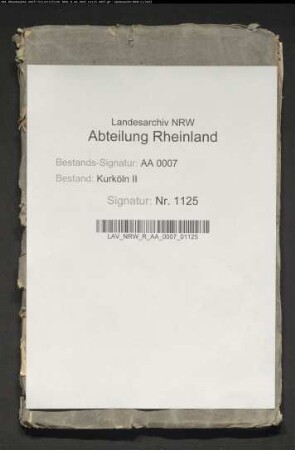 Landesarchiv NRW
Abteilung Rheinland
Bestands-Signatur: AA 0007
Bestand: Kurköln II
Signatur: Nr. 1125
LAV_NRW_R_AA_0007_01125